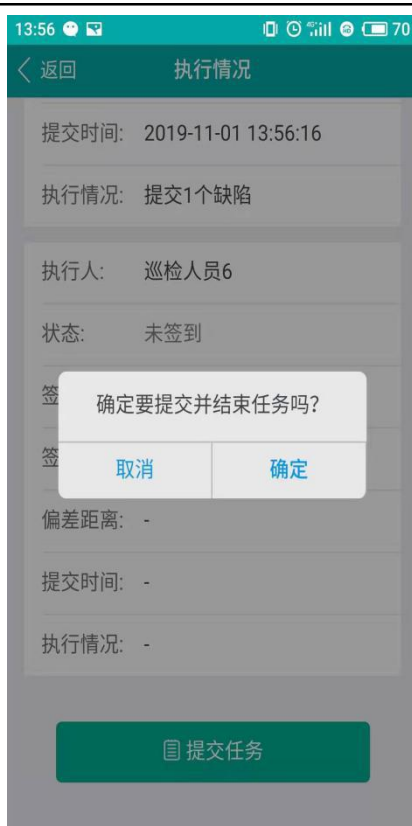 13:56 70
返回 执行情况
提交时间: 2019-11-01 13:56:16
执行情况: 提交1个缺陷
执行人: 巡检人员6
状态: 未签到
签
确定要提交并结束任务吗?
签
取消 确定
偏差距离: -
提交时间: -
执行情况: -
提交任务